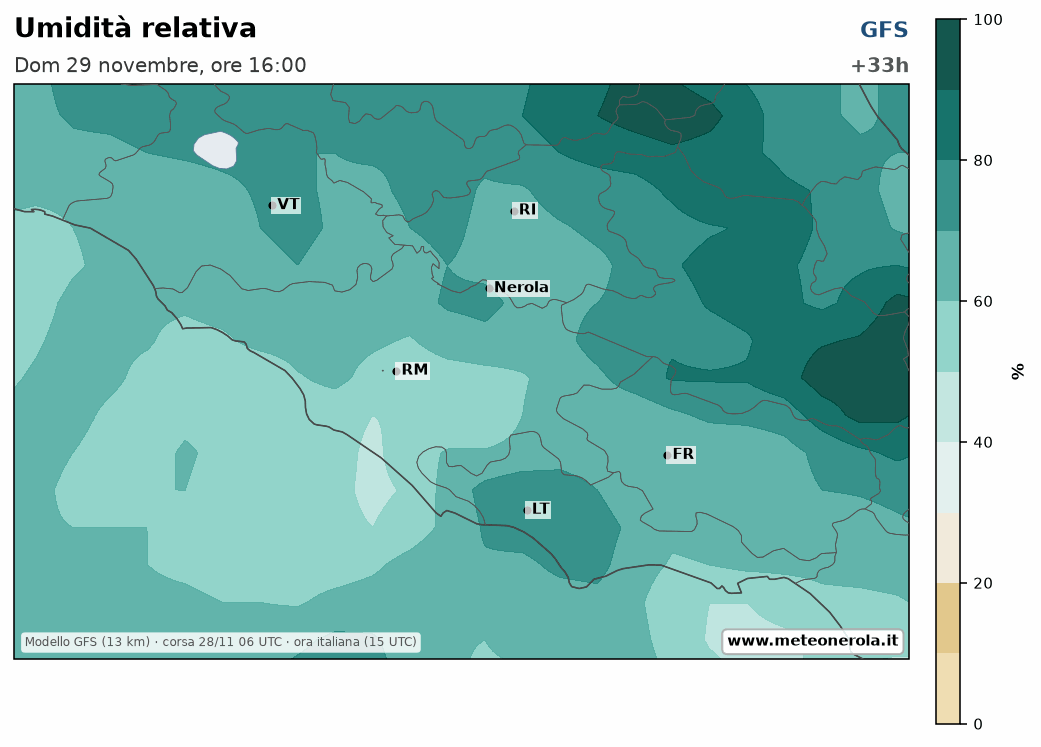 Umidità relativa
GFS
Dom 29 novembre, ore 16:00
+33h
100
80
60
40
20
0
%
VT
RI
Nerola
RM
FR
LT
Modello GFS (13 km) · corsa 28/11 06 UTC · ora italiana (15 UTC)
www.meteonerola.it